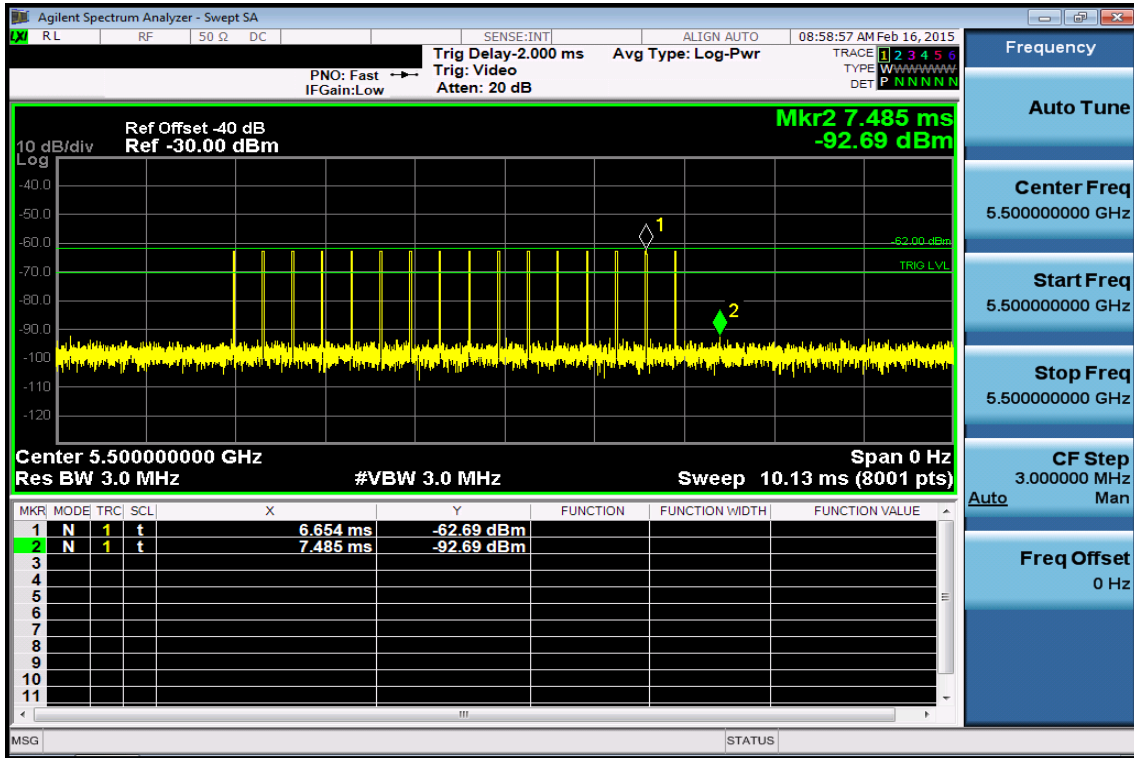 Agilent Spectrum Analyzer - Swept SA
LXI RL RF 50 Ω DC SENSE:INT ALIGN AUTO 08:58:57 AM Feb 16, 2015
Trig Delay-2.000 ms Avg Type: Log-Pwr TRACE 1 2 3 4 5 6
PNO: Fast Trig: Video TYPE WWWWWW
IFGain:Low Atten: 20 dB DET P N N N N N
Ref Offset -40 dB Mkr2 7.485 ms
10 dB/div Ref -30.00 dBm -92.69 dBm
Log
-40.0
-50.0
1
-60.0
-62.00 dBm
-70.0 TRIG LVL
-80.0
2
-90.0
-100
-110
-120
Center 5.500000000 GHz Span 0 Hz
Res BW 3.0 MHz #VBW 3.0 MHz Sweep 10.13 ms (8001 pts)
MKR MODE TRC SCL X Y FUNCTION FUNCTION WIDTH FUNCTION VALUE
1 N 1 t 6.654 ms -62.69 dBm
2 N 1 t 7.485 ms -92.69 dBm
3
4
5
6
7
8
9
10
11
MSG STATUS
Frequency
Auto Tune
Center Freq
5.500000000 GHz
Start Freq
5.500000000 GHz
Stop Freq
5.500000000 GHz
CF Step
3.000000 MHz
Auto Man
Freq Offset
0 Hz